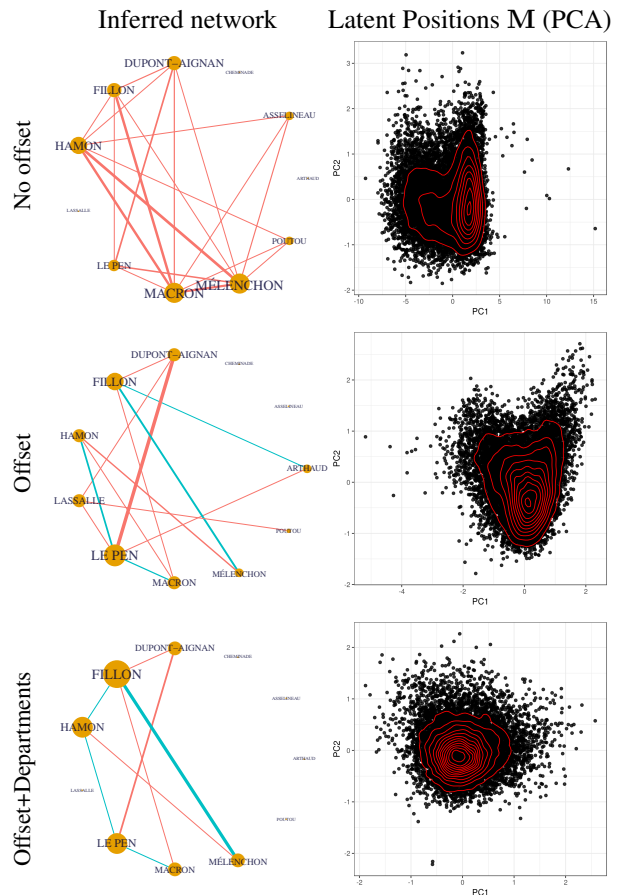 Inferred network
Latent Positions M (PCA)
No offset
DUPONT−AIGNAN
CHEMINADE
FILLON
ASSELINEAU
HAMON
ARTHAUD
LASSALLE
POUTOU
LE PEN
MÉLENCHON
MACRON
PC2
3
2
1
0
-1
-2
-10
-5
0
5
10
15
PC1
Offset
DUPONT−AIGNAN
CHEMINADE
FILLON
ASSELINEAU
HAMON
ARTHAUD
LASSALLE
POUTOU
LE PEN
MÉLENCHON
MACRON
PC2
2
1
0
-1
-2
-4
-2
0
2
PC1
Offset+Departments
DUPONT−AIGNAN
CHEMINADE
FILLON
ASSELINEAU
HAMON
ARTHAUD
LASSALLE
POUTOU
LE PEN
MÉLENCHON
MACRON
PC2
2
1
0
-1
-2
-2
-1
0
1
2
PC1